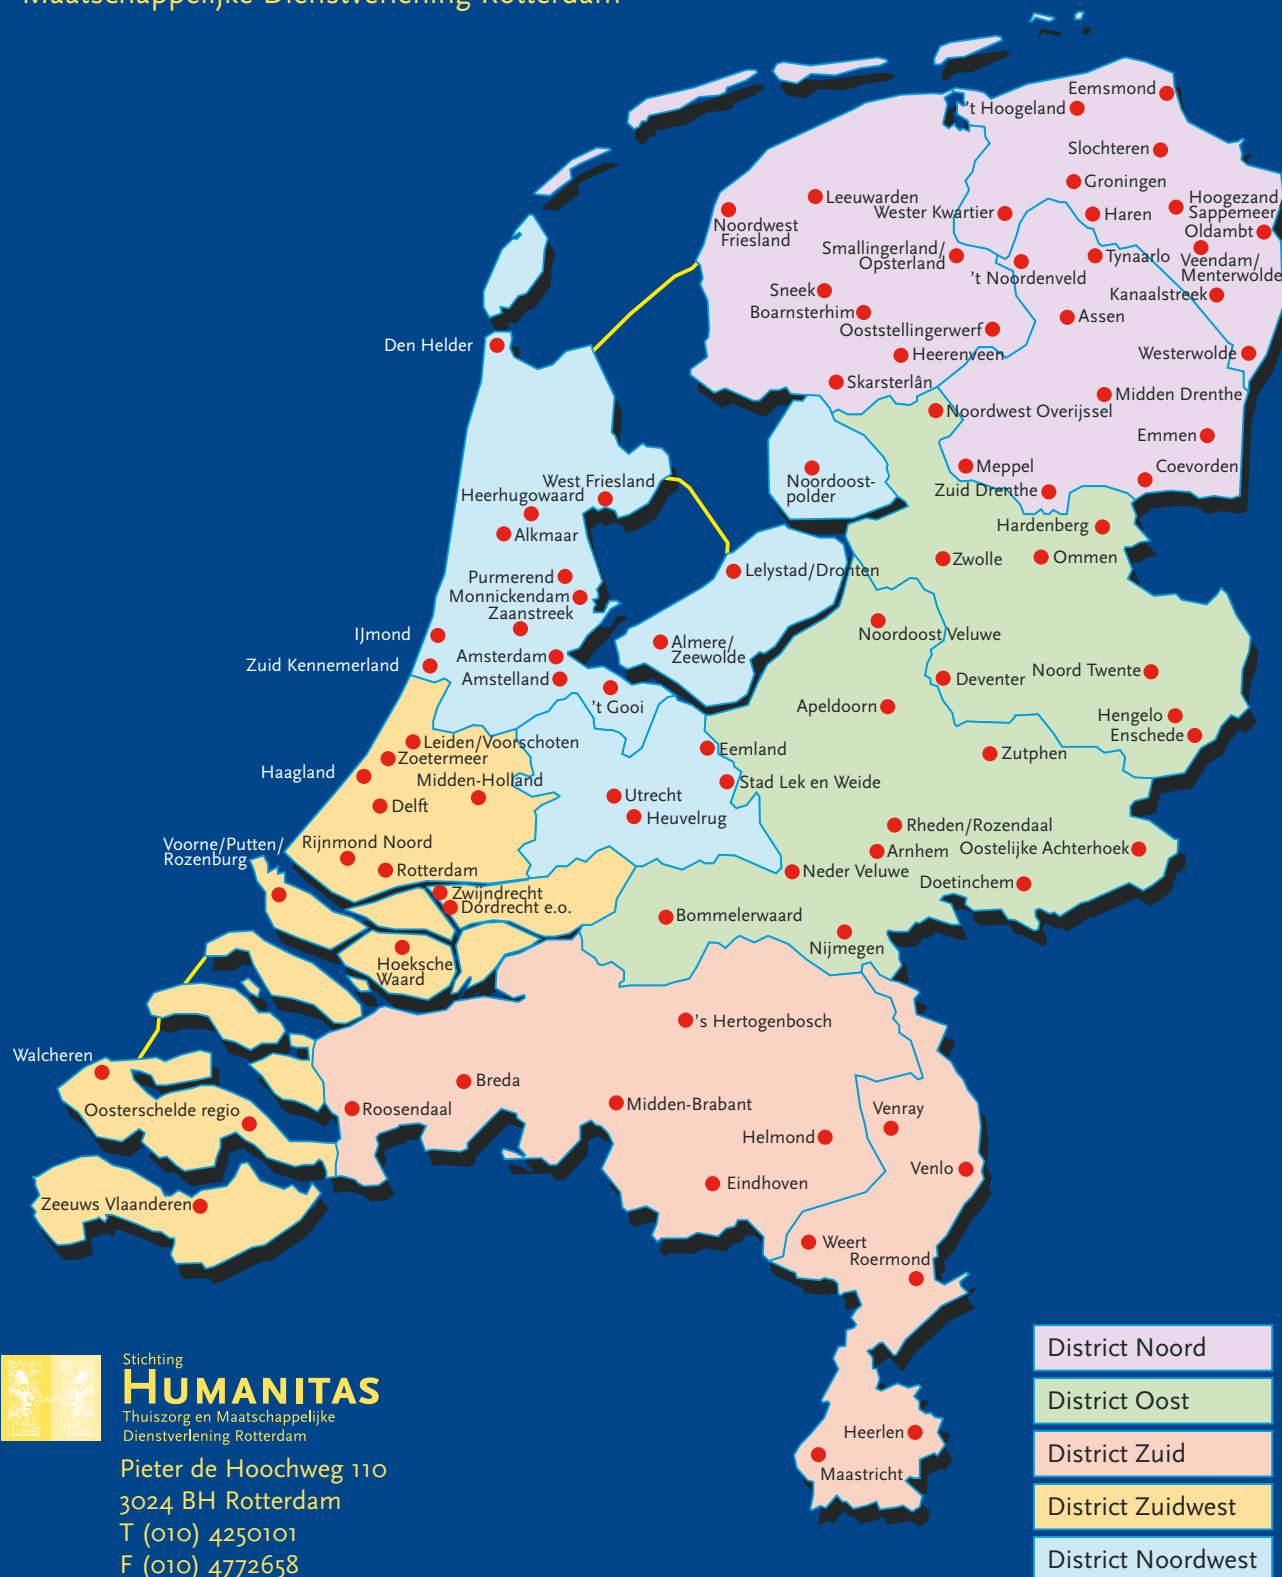 Maatschappelijke Dienstverlening Rotterdam
Eemsmond
't Hoogeland
Slochteren
Groningen
Leeuwarden
Hoogezand
Sappemeer
Wester Kwartier
Haren
Noordwest
Friesland
Oldambt
Smallingerland/
Opsterland
Tynaarlo
Veendam/
Menterwolde
't Noordenveld
Sneek
Kanaalstreek
Boarnsterhim
Assen
Ooststellingerwerf
Den Helder
Heerenveen
Westerwolde
Skarsterlân
Midden Drenthe
Noordwest Overijssel
Emmen
Meppel
Coevorden
West Friesland
Noordoost-
polder
Zuid Drenthe
Heerhugowaard
Hardenberg
Alkmaar
Zwolle
Ommen
Lelystad/Dronten
Purmerend
Monnickendam
Zaanstreek
IJmond
Noordoost Veluwe
Almere/
Zeewolde
Amsterdam
Zuid Kennemerland
Amstelland
Noord Twente
Deventer
't Gooi
Apeldoorn
Hengelo
Enschede
Leiden/Voorschoten
Eemland
Zutphen
Zoetermeer
Haagland
Midden-Holland
Stad Lek en Weide
Utrecht
Delft
Heuvelrug
Rheden/Rozendaal
Rijnmond Noord
Voorne/Putten/
Rozenburg
Arnhem
Oostelijke Achterhoek
Rotterdam
Neder Veluwe
Doetinchem
Zwijndrecht
Dordrecht e.o.
Bommelerwaard
Nijmegen
Hoeksche
Waard
's Hertogenbosch
Walcheren
Breda
Midden-Brabant
Oosterschelde regio
Roosendaal
Venray
Helmond
Venlo
Eindhoven
Zeeuws Vlaanderen
Weert
Roermond
Heerlen
Maastricht
Stichting
HUMANITAS
Thuiszorg en Maatschappelijke
Dienstverlening Rotterdam
Pieter de Hoochweg 110
3024 BH Rotterdam
T (010) 4250101
F (010) 4772658
District Noord
District Oost
District Zuid
District Zuidwest
District Noordwest